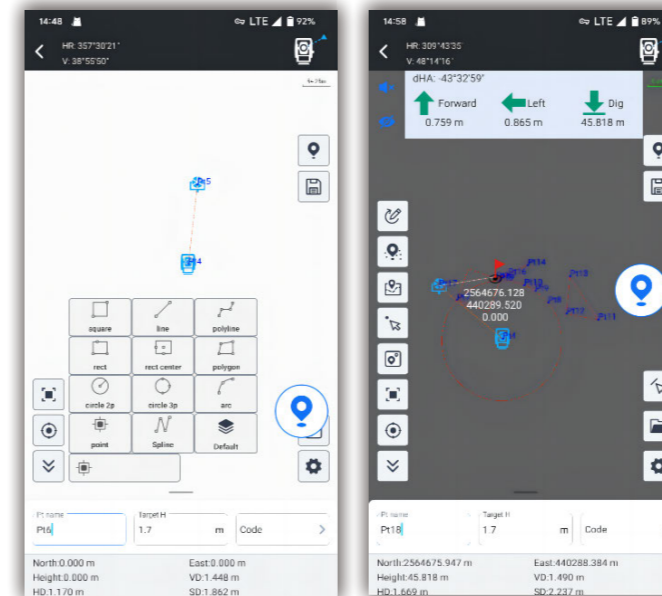 14:48
LTE 92%
HR: 357°30'21"
V: 38°55'50"
Pt5
Pt4
square line polyline
rect rect center polygon
circle 2p circle 3p arc
point Spline Default
Pt name
Pt6
Target H
1.7 m
Code
North:0.000 m East:0.000 m
Height:0.000 m VD:1.448 m
HD:1.170 m SD:1.862 m
14:58
LTE 89%
HR: 309°43'35"
V: 48°14'16"
dHA: -43°32'59"
Forward Left Dig
0.759 m 0.865 m 45.818 m
Pt14
Pt16
Pt13
2564676.128
440289.520
0.000
Pt11
Pt name
Pt18
Target H
1.7 m
Code
North:2564675.947 m East:440288.384 m
Height:45.818 m VD:1.490 m
HD:1.669 m SD:2.237 m